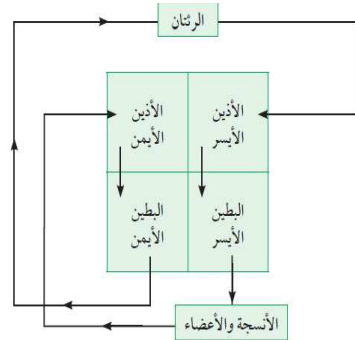 الرئتان
الأذين
الأيمن
الأذين
الأيسر
البطين
الأيمن
البطين
الأيسر
الأنسجة والأعضاء